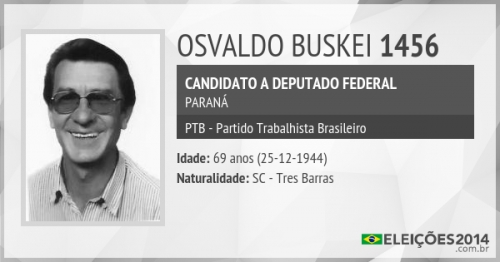 OSVALDO BUSKEI 1456
CANDIDATO A DEPUTADO FEDERAL
PARANÁ
PTB - Partido Trabalhista Brasileiro
Idade: 69 anos (25-12-1944)
Naturalidade: SC - Tres Barras
ELEIÇÕES2014
.com.br